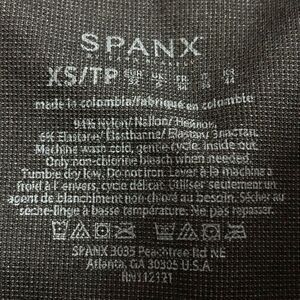 SPANX
XS/TP
made in colombia/fabriqué en colombie
94% Nylon/
6% Elastane/Elasthanne/Elastan/
Machine wash cold, gentle cycle, inside out.
Only non-chlorine bleach when needed.
Tumble dry low. Do not iron. Laver à la machine à
froid à l'envers, cycle délicat. Utiliser seulement un
agent de blanchiment non chloré au besoin. Sécher au
sèche-linge à basse température. Ne pas repasser.
SPANX 3035 Peachtree Rd NE
Atlanta, GA 30305 U.S.A.
RN112121